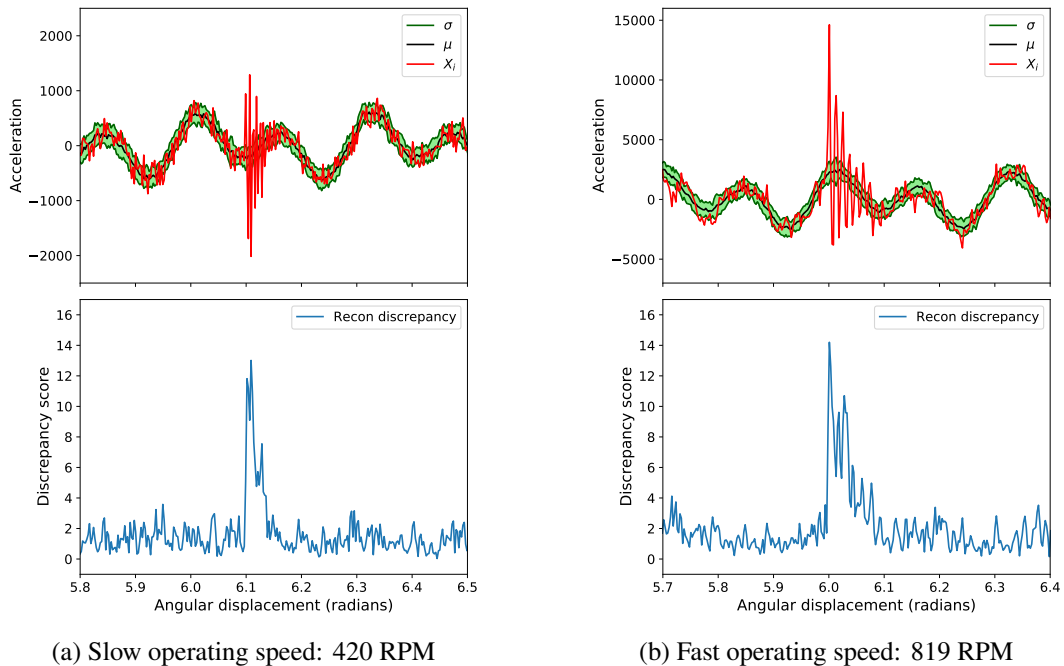 2000
1000
0
−1000
−2000
Acceleration
σ
μ
X_i
15000
10000
5000
0
−5000
Acceleration
σ
μ
X_i
16
14
12
10
8
6
4
2
0
Discrepancy score
Recon discrepancy
5.8 5.9 6.0 6.1 6.2 6.3 6.4 6.5
Angular displacement (radians)
16
14
12
10
8
6
4
2
0
Discrepancy score
Recon discrepancy
5.7 5.8 5.9 6.0 6.1 6.2 6.3 6.4
Angular displacement (radians)
(a) Slow operating speed: 420 RPM
(b) Fast operating speed: 819 RPM